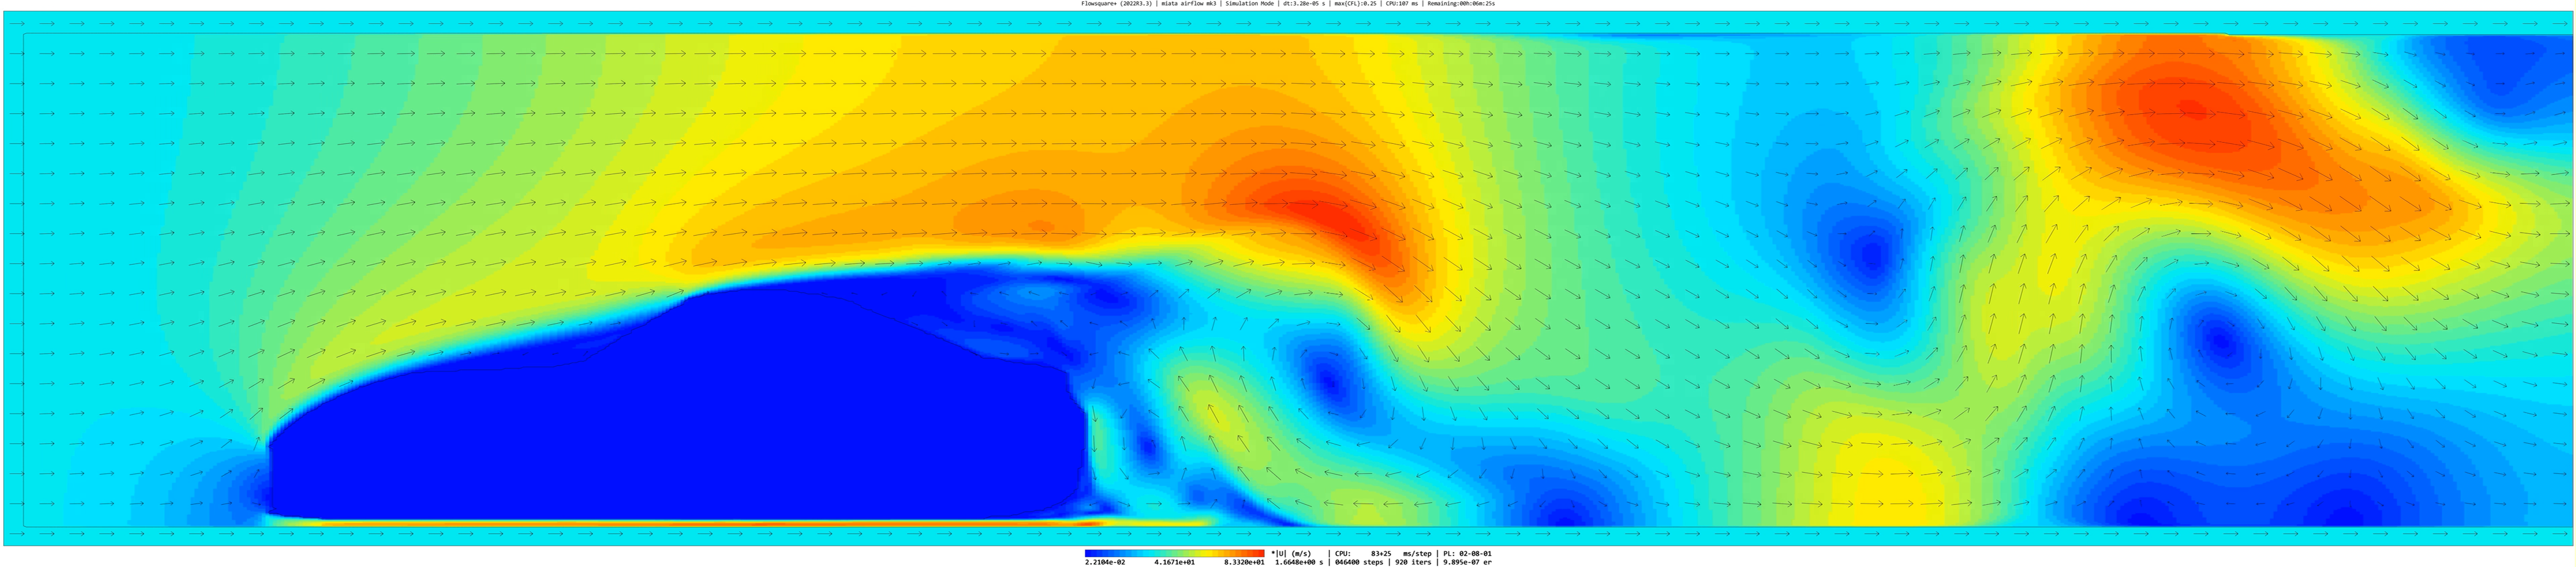 Flowsquare+ (2022R3.3) | miata airflow mk3 | Simulation Mode | dt:3.28e-05 s | max(CFL):0.25 | CPU:107 ms | Remaining:00h:06m:25s
*|U| (m/s) | CPU: 83+25 ms/step | PL: 02-08-01
2.2104e-02 4.1671e+01 8.3320e+01 1.6648e+00 s | 046400 steps | 920 iters | 9.895e-07 er